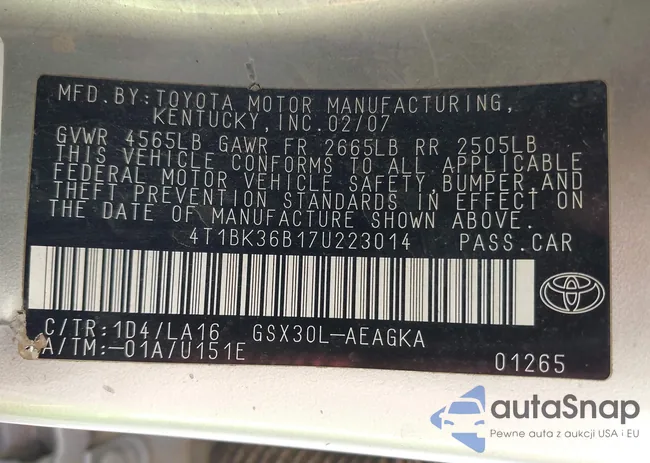 MFD.BY:TOYOTA MOTOR MANUFACTURING,
KENTUCKY, INC. 02/07
GVWR 4565LB GAWR FR 2665LB RR 2505LB
THIS VEHICLE CONFORMS TO ALL APPLICABLE
FEDERAL MOTOR VEHICLE SAFETY,BUMPER,AND
THEFT PREVENTION STANDARDS IN EFFECT ON
THE DATE OF MANUFACTURE SHOWN ABOVE.
4T1BK36B17U223014 PASS.CAR
C/TR:1D4/LA16 GSX30L-AEAGKA
A/TM:-01A/U151E 01265
autaSnap
Pewne auta z aukcji USA i EU